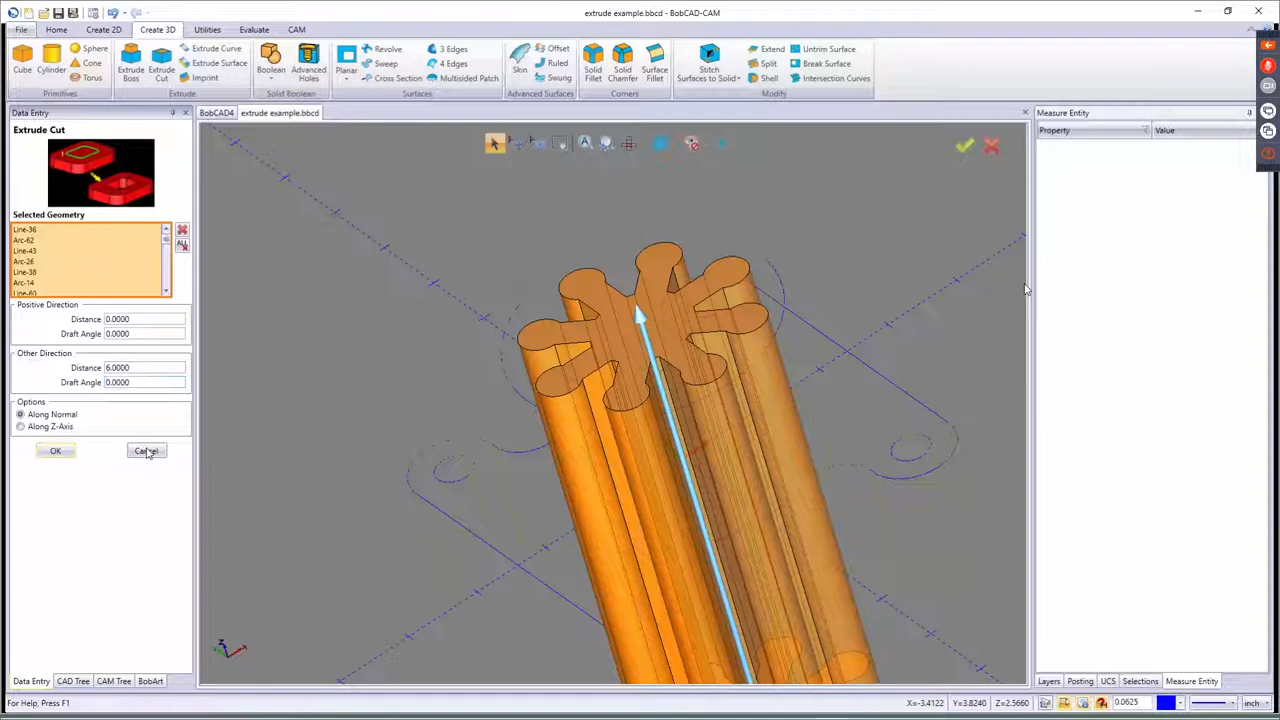 extrude example.bbcd - BobCAD-CAM
File Home Create 2D Create 3D Utilities Evaluate CAM
Cube
Cylinder
Sphere
Cone
Torus
Primitives
Extrude Boss
Extrude Cut
Extrude Curve
Extrude Surface
Imprint
Extrude
Boolean
Advanced Holes
Solid Boolean
Planar
Revolve
Sweep
Cross Section
3 Edges
4 Edges
Multisided Patch
Surfaces
Skin
Offset
Ruled
Swung
Advanced Surfaces
Solid Fillet
Solid Chamfer
Surface Fillet
Corners
Stitch Surfaces to Solid
Extend
Split
Shell
Untrim Surface
Break Surface
Intersection Curves
Modify
Data Entry
BobCAD4
extrude example.bbcd
Measure Entity
Property
Value
Extrude Cut
Selected Geometry
Line-36
Arc-62
Line-43
Arc-26
Line-38
Arc-14
Line-60
Positive Direction
Distance 0.0000
Draft Angle 0.0000
Other Direction
Distance 6.0000
Draft Angle 0.0000
Options
Along Normal
Along Z-Axis
OK
Cancel
Z
Data Entry CAD Tree CAM Tree BobArt
Layers Posting UCS Selections Measure Entity
For Help, Press F1
X=-3.4122 Y=3.8240 Z=2.5660
0.0625
inch